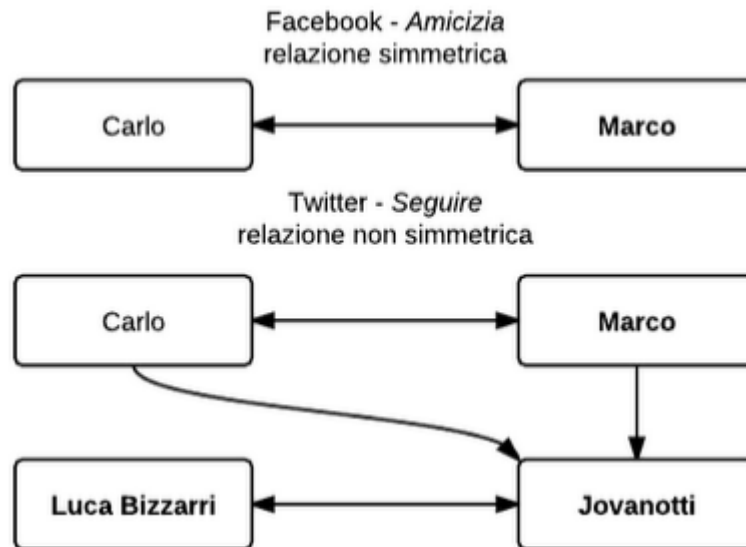 Facebook - Amicizia
relazione simmetrica
Carlo
Marco
Twitter - Seguire
relazione non simmetrica
Carlo
Marco
Luca Bizzarri
Jovanotti